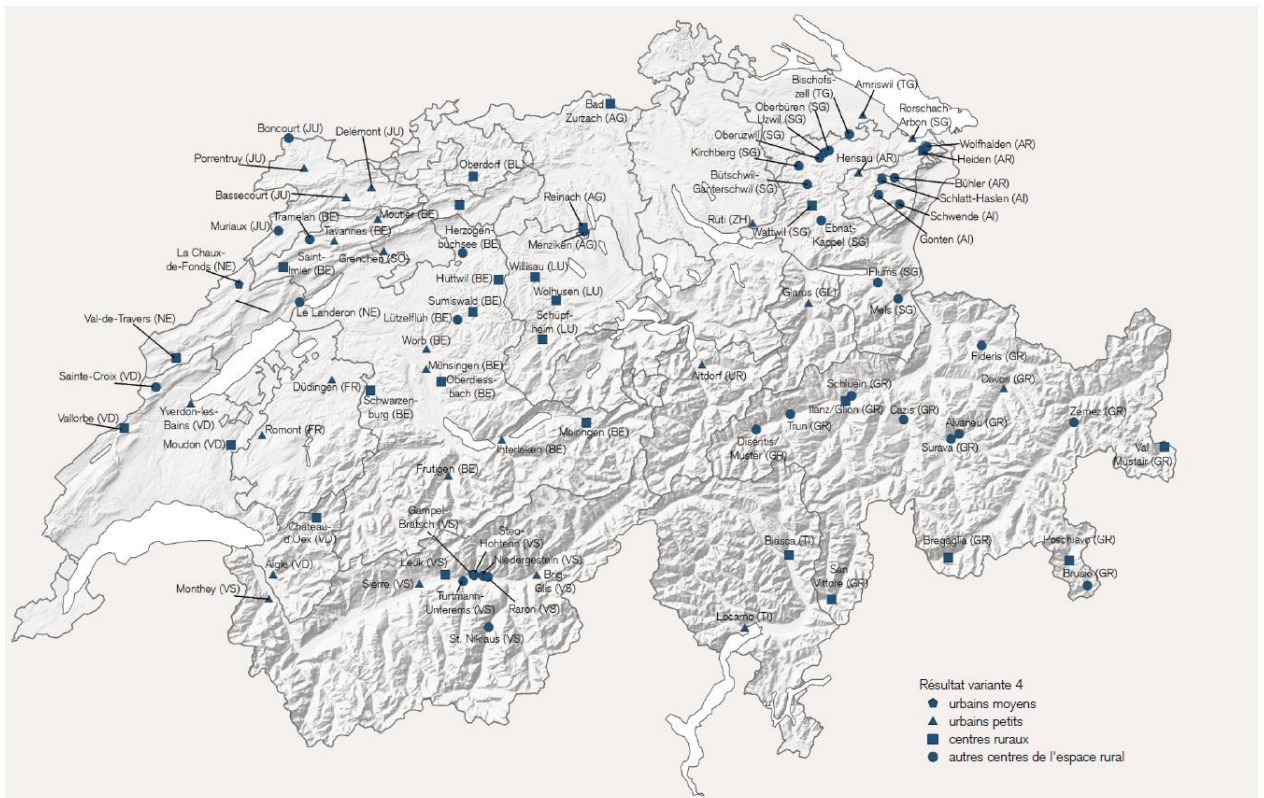 Bischofs-
zell (TG)
Amriswil (TG)
Oberbüren (SG)
Uzwil (SG)
Rorschach-
Arbon (SG)
Bad
Zurzach (AG)
Boncourt (JU)
Delémont (JU)
Oberuzwil (SG)
Wolfhalden (AR)
Kirchberg (SG)
Herisau (AR)
Heiden (AR)
Porrentruy (JU)
Oberdorf (BL)
Bütschwil-
Ganterschwil (SG)
Bühler (AR)
Bassecourt (JU)
Schlatt-Haslen (AI)
Reinach (AG)
Tramelan (BE)
Moutier (BE)
Schwende (AI)
Muriaux (JU)
Tavannes (BE)
Herzogen-
buchsee (BE)
Menziken (AG)
Rüti (ZH)
Wattwil (SG)
Ebnat-
Kappel (SG)
Gonten (AI)
La Chaux-
de-Fonds (NE)
Saint-
Imier (BE)
Grenchen (SO)
Huttwil (BE)
Willisau (LU)
Flums (SG)
Wolhusen (LU)
Glarus (GL)
Mels (SG)
Le Landeron (NE)
Sumiswald (BE)
Lützelflüh (BE)
Schüpf-
heim (LU)
Val-de-Travers (NE)
Worb (BE)
Fideris (GR)
Münsingen (BE)
Altdorf (UR)
Sainte-Croix (VD)
Düdingen (FR)
Oberdiess-
bach (BE)
Schluein (GR)
Davos (GR)
Schwarzen-
burg (BE)
Ilanz/Glion (GR)
Cazis (GR)
Zernez (GR)
Vallorbe (VD)
Yverdon-les-
Bains (VD)
Romont (FR)
Meiringen (BE)
Trun (GR)
Alvaneu (GR)
Moudon (VD)
Interlaken (BE)
Disentis/
Mustér (GR)
Surava (GR)
Val
Müstair (GR)
Frutigen (BE)
Gampel-
Bratsch (VS)
Château-
d'Oex (VD)
Steg-
Hohtenn (VS)
Biasca (TI)
Bregaglia (GR)
Poschiavo (GR)
Aigle (VD)
Leuk (VS)
Niedergesteln (VS)
San
Vittore (GR)
Brusio (GR)
Monthey (VS)
Sierre (VS)
Brig-
Glis (VS)
Turtmann-
Unterems (VS)
Raron (VS)
Locarno (TI)
St. Niklaus (VS)
Résultat variante 4
urbains moyens
urbains petits
centres ruraux
autres centres de l'espace rural